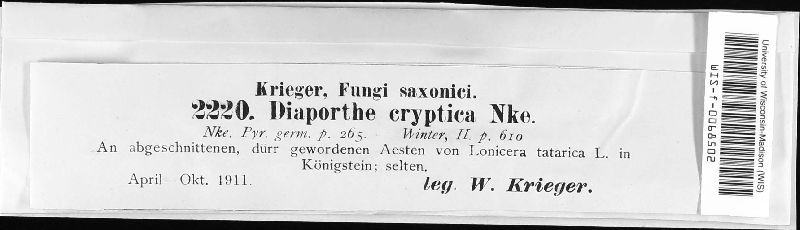 Krieger, Fungi saxonici.
2220. Diaporthe cryptica Nke.
Nke. Pyr. germ. p. 265. Winter, II. p. 610
An abgeschnittenen, dürr gewordenen Aesten von Lonicera tatarica L. in
Königstein; selten.
April Okt. 1911.
leg. W. Krieger.
University of Wisconsin-Madison (WIS)
WIS-f-0068502